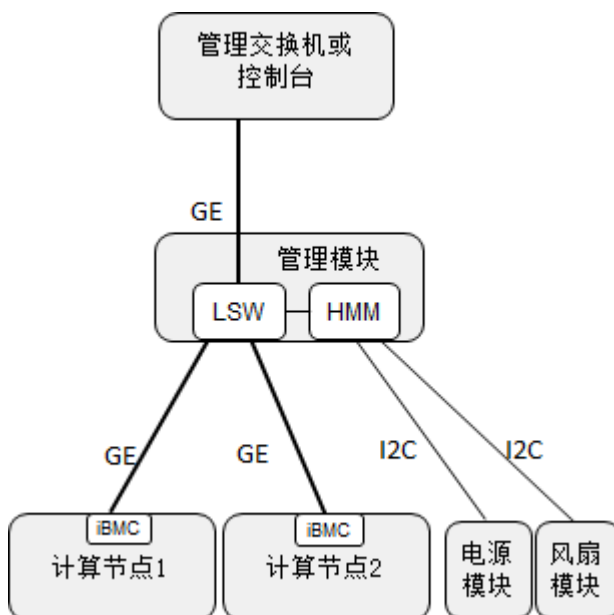 管理交换机或
控制台
GE
管理模块
LSW
HMM
GE
GE
I2C
I2C
iBMC
计算节点1
iBMC
计算节点2
电源
模块
风扇
模块